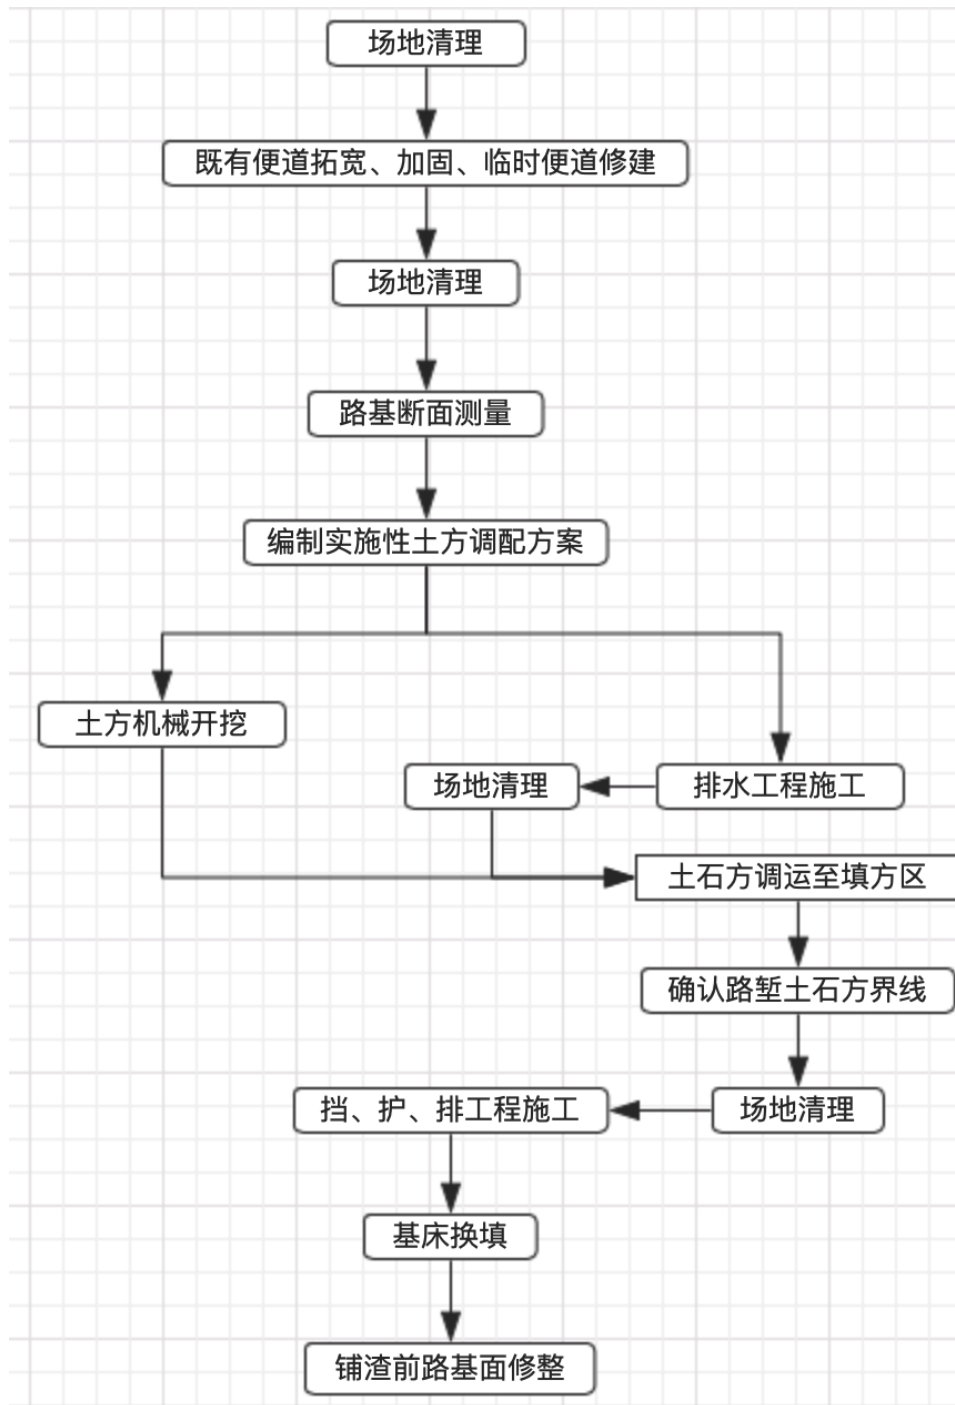 场地清理
既有便道拓宽、加固、临时便道修建
场地清理
路基断面测量
编制实施性土方调配方案
土方机械开挖
场地清理
排水工程施工
土石方调运至填方区
确认路堑土石方界线
挡、护、排工程施工
场地清理
基床换填
铺渣前路基面修整